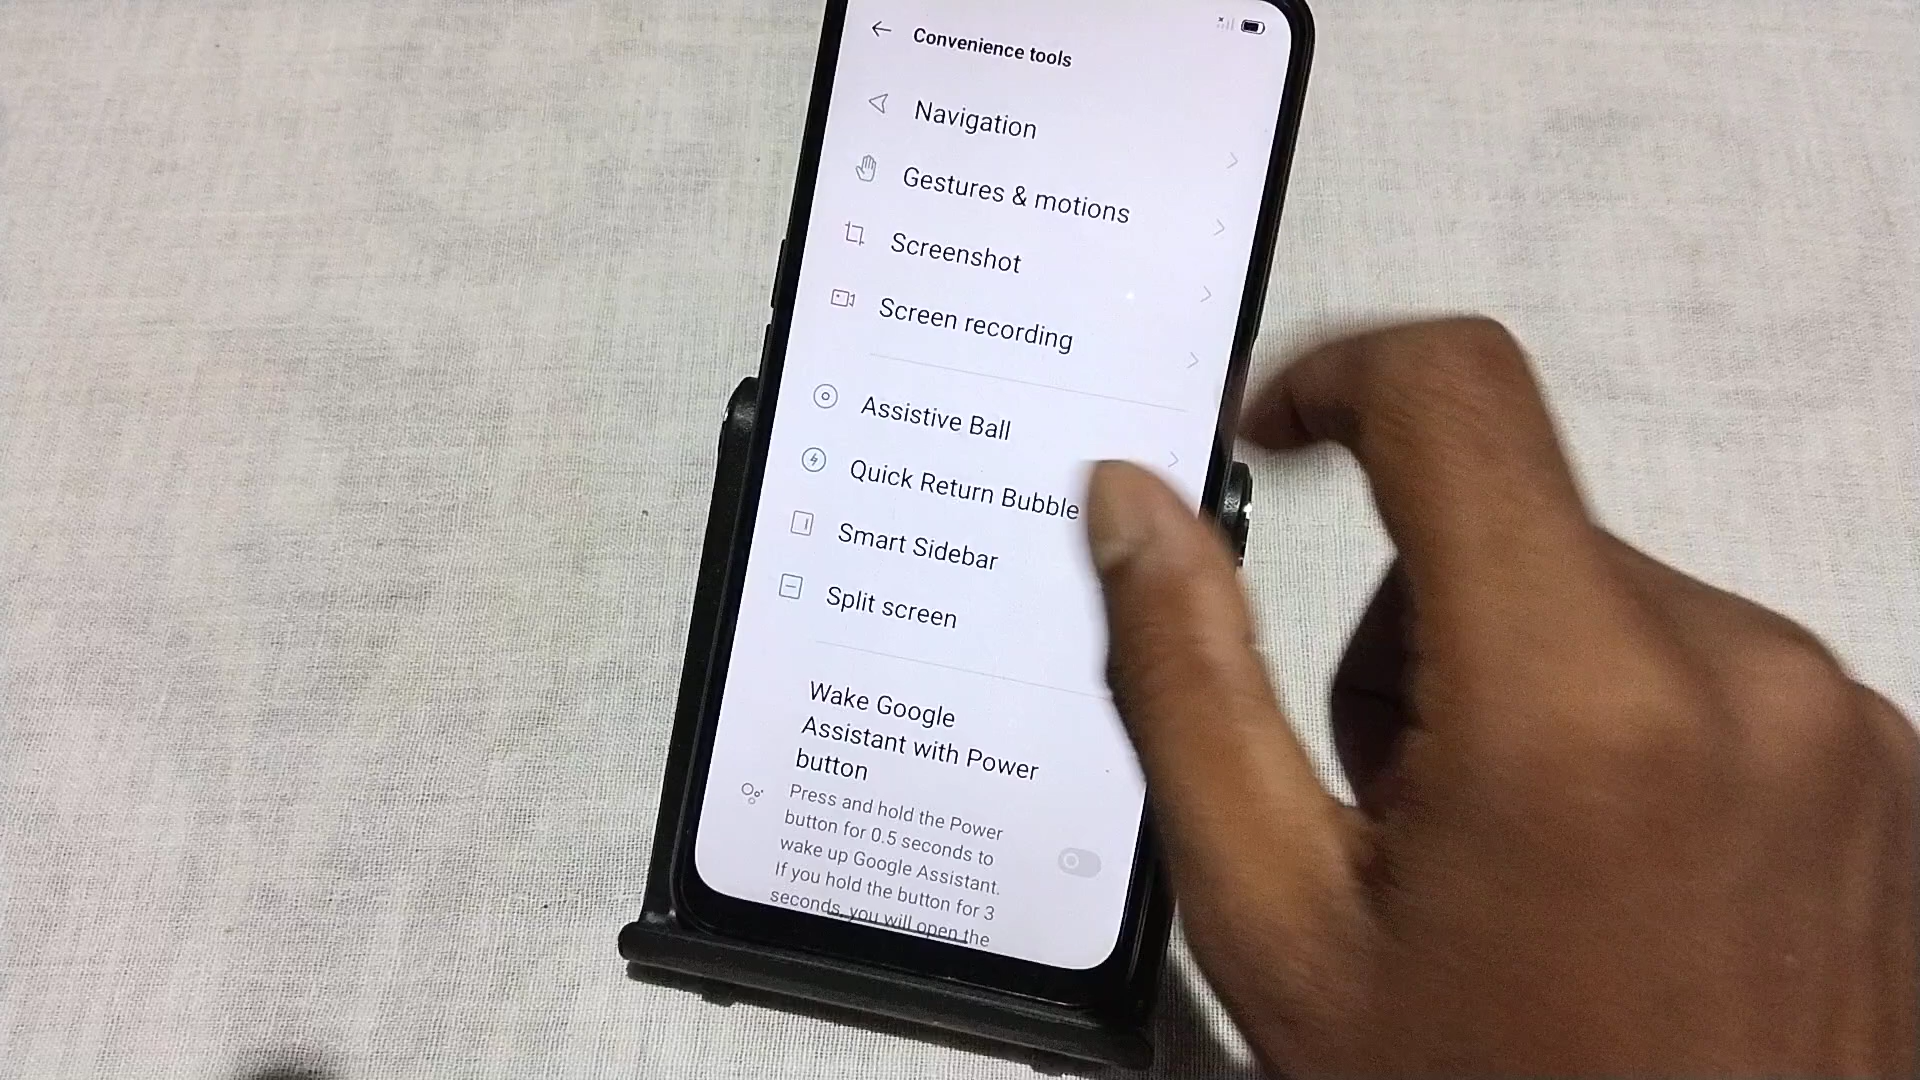 Convenience tools
Navigation
Gestures & motions
Screenshot
Screen recording
Assistive Ball
Quick Return Bubble
Smart Sidebar
Split screen
Wake Google
Assistant with Power
button
Press and hold the Power
button for 0.5 seconds to
wake up Google Assistant.
If you hold the button for 3
seconds, you will open the